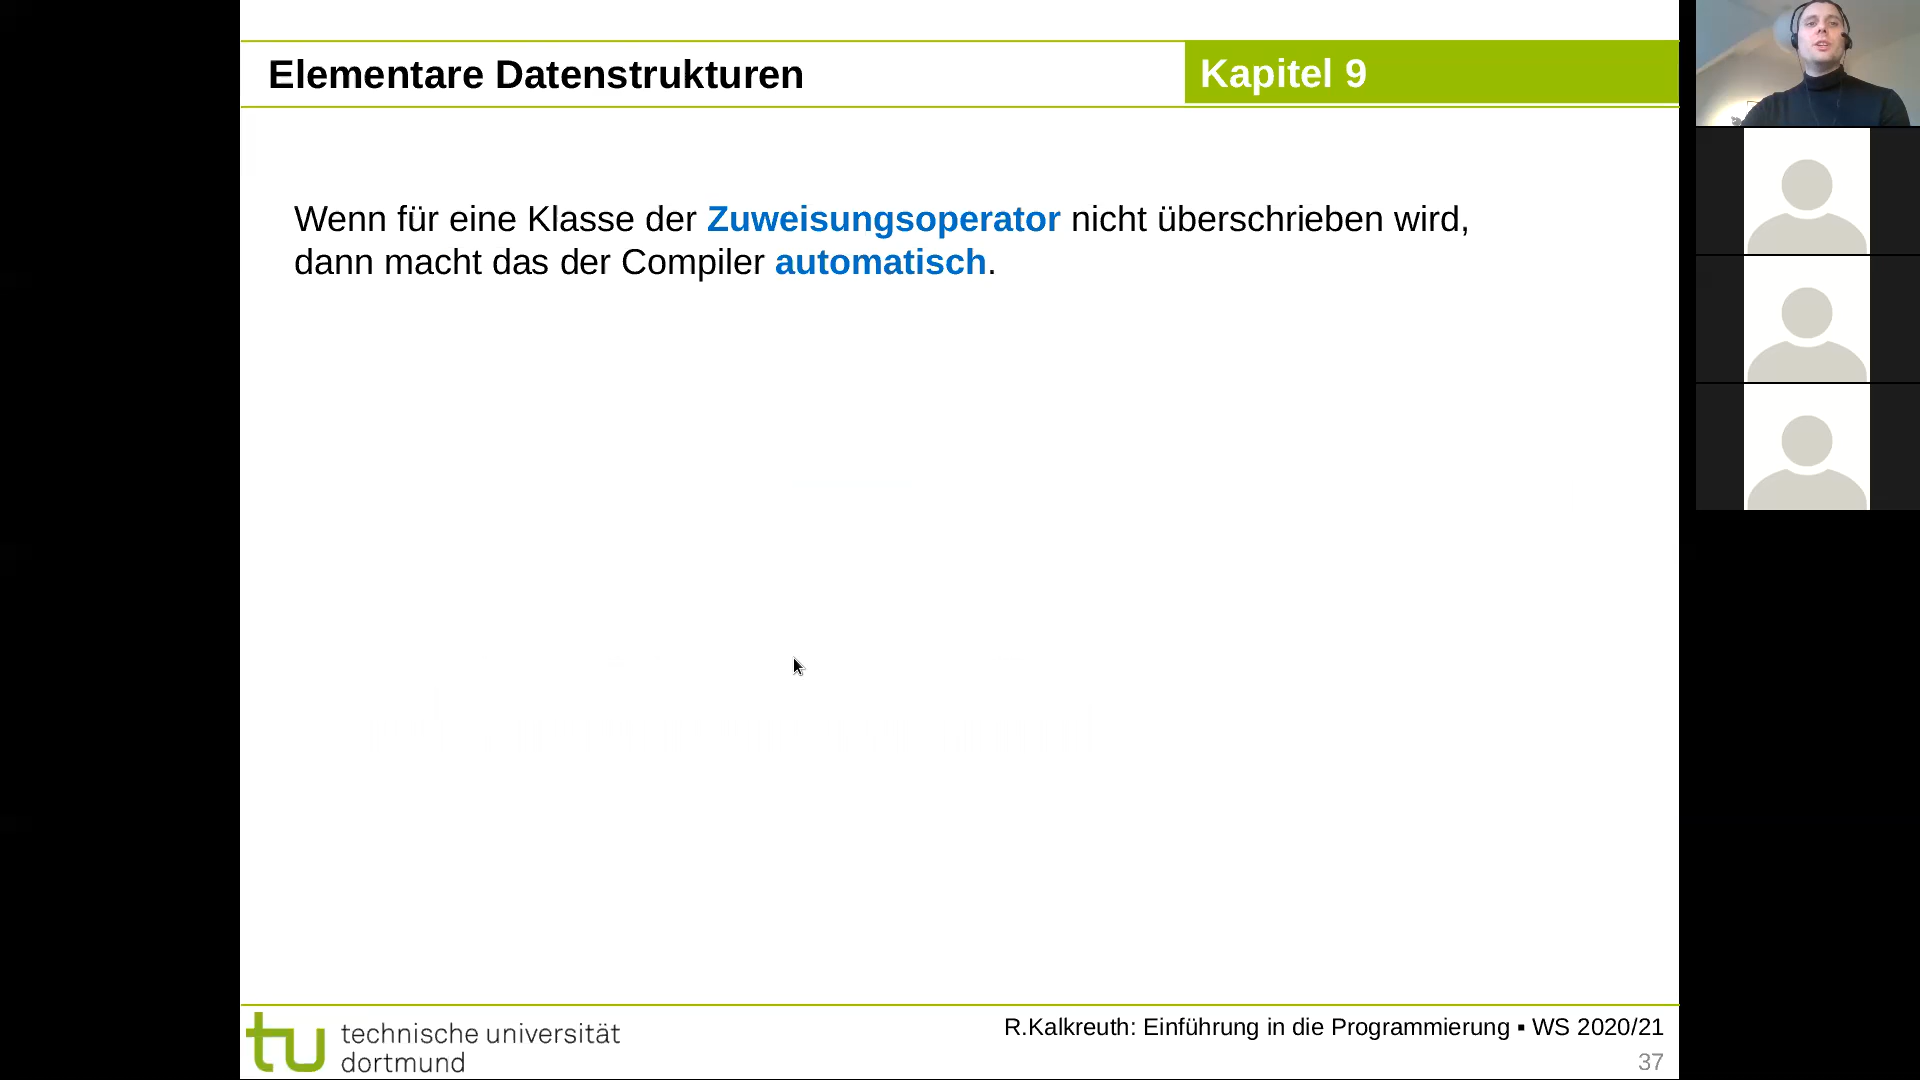 Elementare Datenstrukturen
Kapitel 9
Wenn für eine Klasse der Zuweisungsoperator nicht überschrieben wird,
dann macht das der Compiler automatisch.
technische universität
dortmund
R.Kalkreuth: Einführung in die Programmierung ▪ WS 2020/21
37